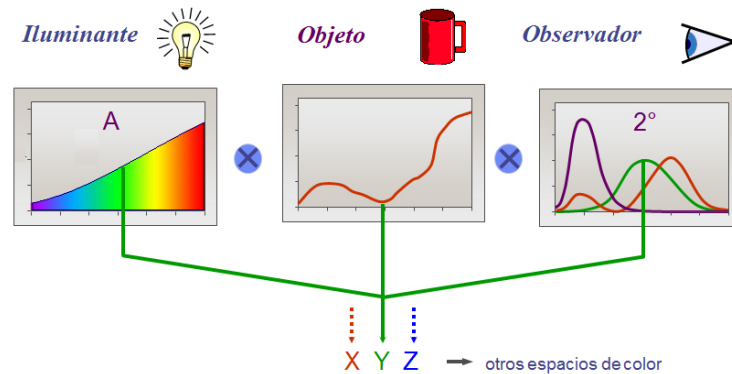 Iluminante
Objeto
Observador
A
2°
X Y Z
otros espacios de color